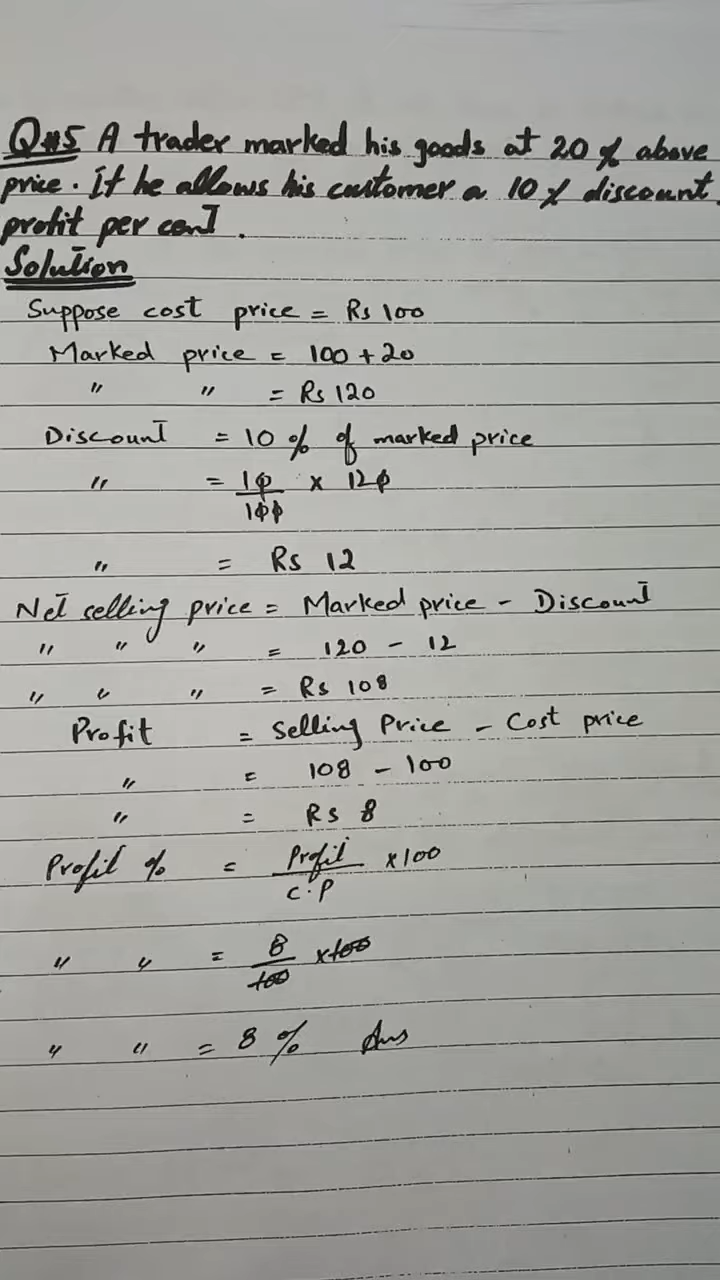 Q#5 A trader marked his goods at 20% above
price. If he allows his customer a 10% discount.
profit per cent.
Solution
Suppose cost price = Rs 100
Marked price = 100 + 20
" " = Rs 120
Discount = 10 % of marked price
" = 10/100 x 120
" = Rs 12
Net selling price = Marked price - Discount
" " " = 120 - 12
" " " = Rs 108
Profit = Selling Price - Cost price
" = 108 - 100
" = Rs 8
Profit % = Profit/C.P x100
" " = 8/100 x100
" " = 8 % Ans